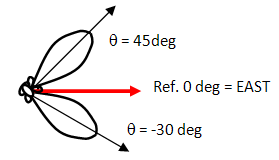 θ = 45deg
Ref. 0 deg = EAST
θ = -30 deg